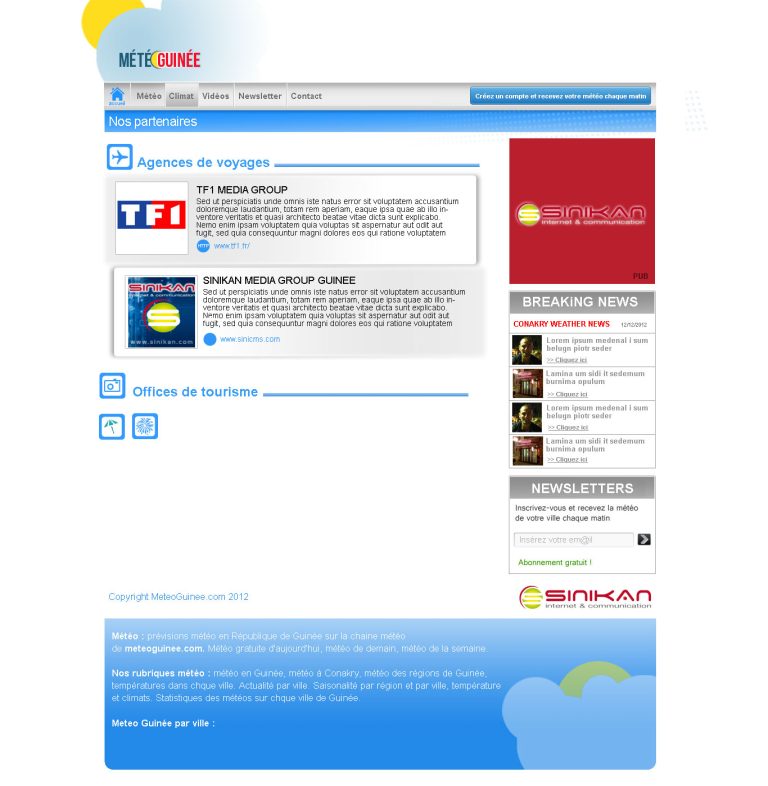 MÉTÉOGUINÉE
accueil
Météo Climat Vidéos Newsletter Contact
Créez un compte et recevez votre météo chaque matin
Nos partenaires
Agences de voyages
TF1
TF1 MEDIA GROUP
Sed ut perspiciatis unde omnis iste natus error sit voluptatem accusantium
doloremque laudantium, totam rem aperiam, eaque ipsa quae ab illo in-
ventore veritatis et quasi architecto beatae vitae dicta sunt explicabo.
Nemo enim ipsam voluptatem quia voluptas sit aspernatur aut odit aut
fugit, sed quia consequuntur magni dolores eos qui ratione voluptatem
HTTP www.tf1.fr/
SINIKAN
internet & communication
www.sinikan.com
SINIKAN MEDIA GROUP GUINEE
Sed ut perspiciatis unde omnis iste natus error sit voluptatem accusantium
doloremque laudantium, totam rem aperiam, eaque ipsa quae ab illo in-
ventore veritatis et quasi architecto beatae vitae dicta sunt explicabo.
Nemo enim ipsam voluptatem quia voluptas sit aspernatur aut odit aut
fugit, sed quia consequuntur magni dolores eos qui ratione voluptatem
www.sinicms.com
Offices de tourisme
SINIKAN
internet & communication
PUB
BREAKING NEWS
CONAKRY WEATHER NEWS 12/12/2012
Lorem ipsum medenal i sum
belugn piotr seder
>> Cliquez ici
Lamina um sidi it sedemum
burnima opulum
>> Cliquez ici
Lorem ipsum medenal i sum
belugn piotr seder
>> Cliquez ici
Lamina um sidi it sedemum
burnima opulum
>> Cliquez ici
NEWSLETTERS
Inscrivez-vous et recevez la météo
de votre ville chaque matin
Insérez votre em@il
Abonnement gratuit !
SINIKAN
internet & communication
Copyright MeteoGuinee.com 2012
Météo : prévisions météo en République de Guinée sur la chaine météo
de meteoguinee.com. Météo gratuite d'aujourd'hui, météo de demain, météo de la semaine.
Nos rubriques météo : météo en Guinée, météo à Conakry, météo des régions de Guinée,
températures dans chque ville. Actualité par ville. Saisonalité par région et par ville, température
et climats. Statistiques des météos sur chque ville de Guinée.
Meteo Guinée par ville :